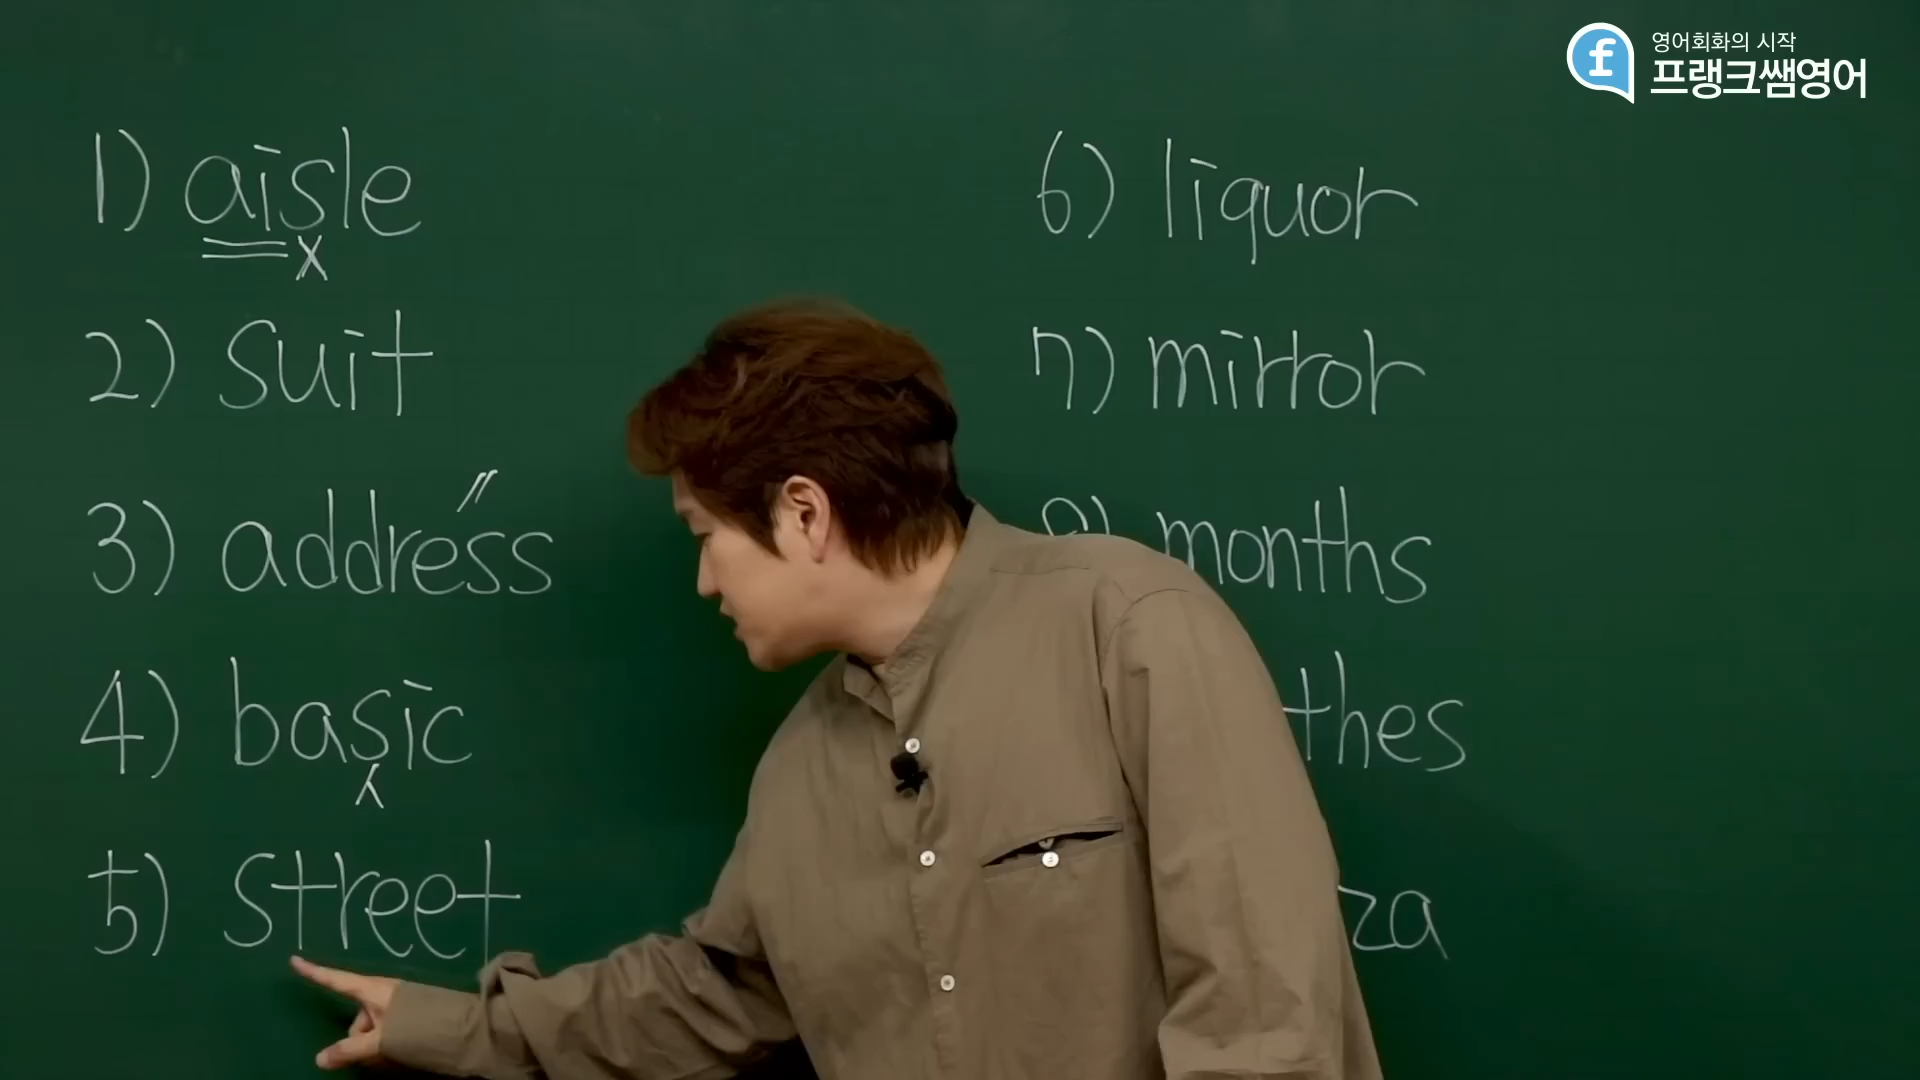 영어회화의 시작
프랭크쌤영어
1) aisle
2) suit
3) address
4) basic
ㅅ
5) street
6) liquor
7) mirror
months
thes
za